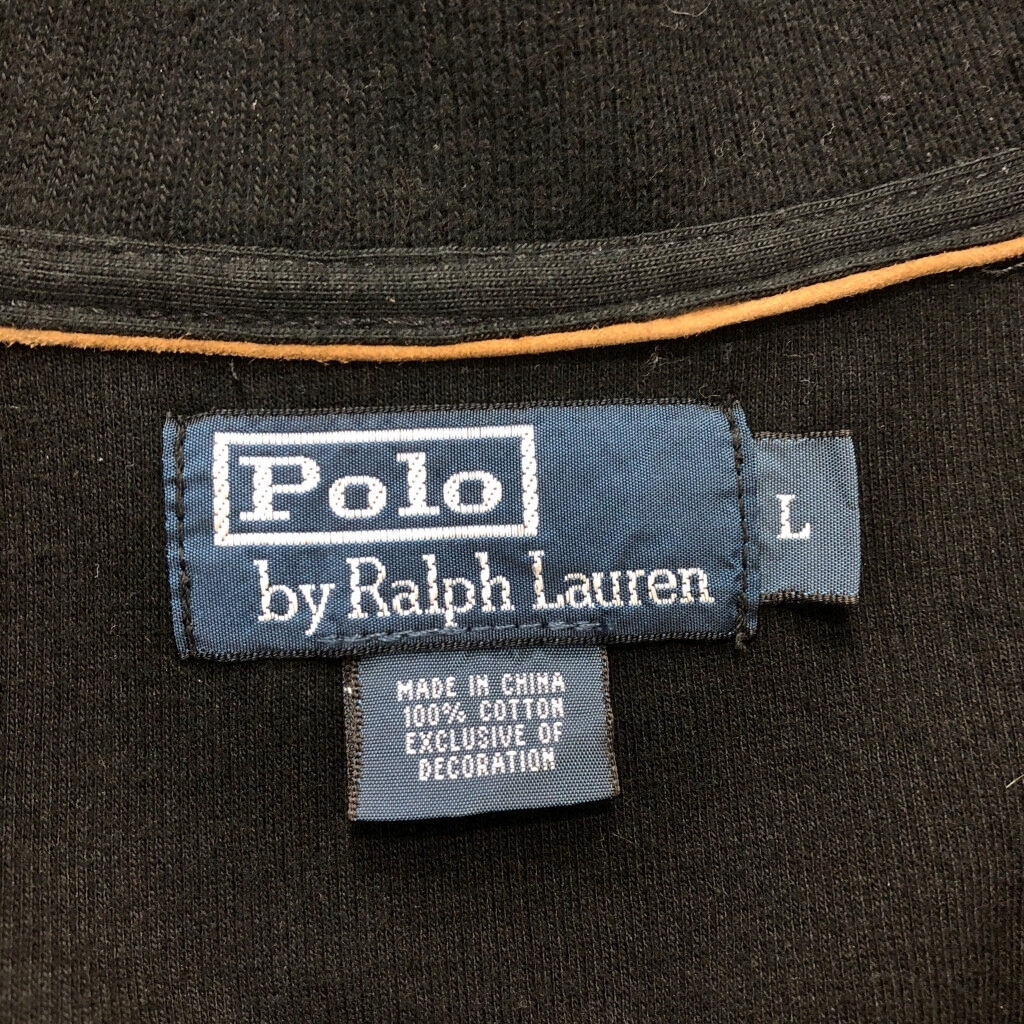 Polo
by Ralph Lauren
L
MADE IN CHINA
100% COTTON
EXCLUSIVE OF
DECORATION